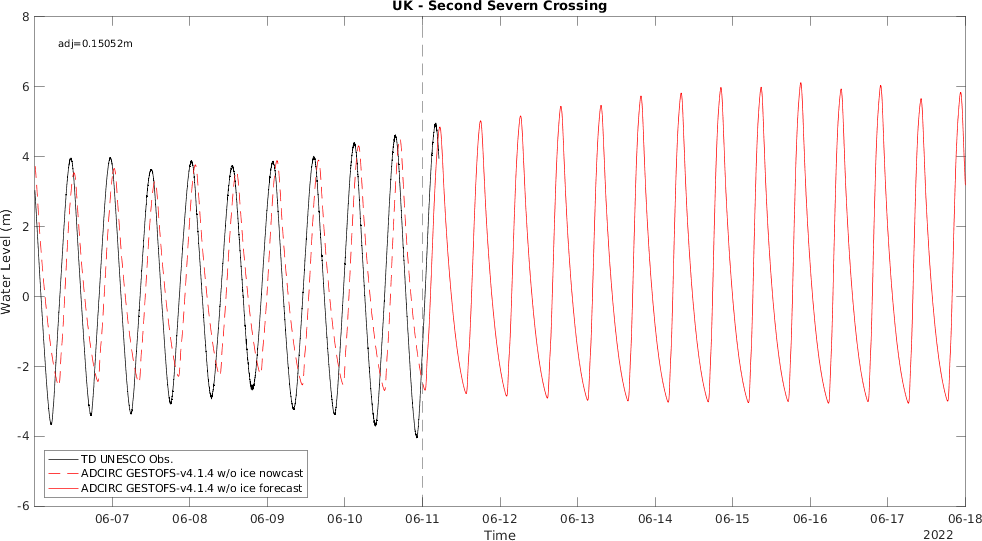 UK - Second Severn Crossing
adj=0.15052m
8
6
4
2
0
-2
-4
-6
Water Level (m)
TD UNESCO Obs.
ADCIRC GESTOFS-v4.1.4 w/o ice nowcast
ADCIRC GESTOFS-v4.1.4 w/o ice forecast
06-07 06-08 06-09 06-10 06-11 06-12 06-13 06-14 06-15 06-16 06-17 06-18
Time
2022